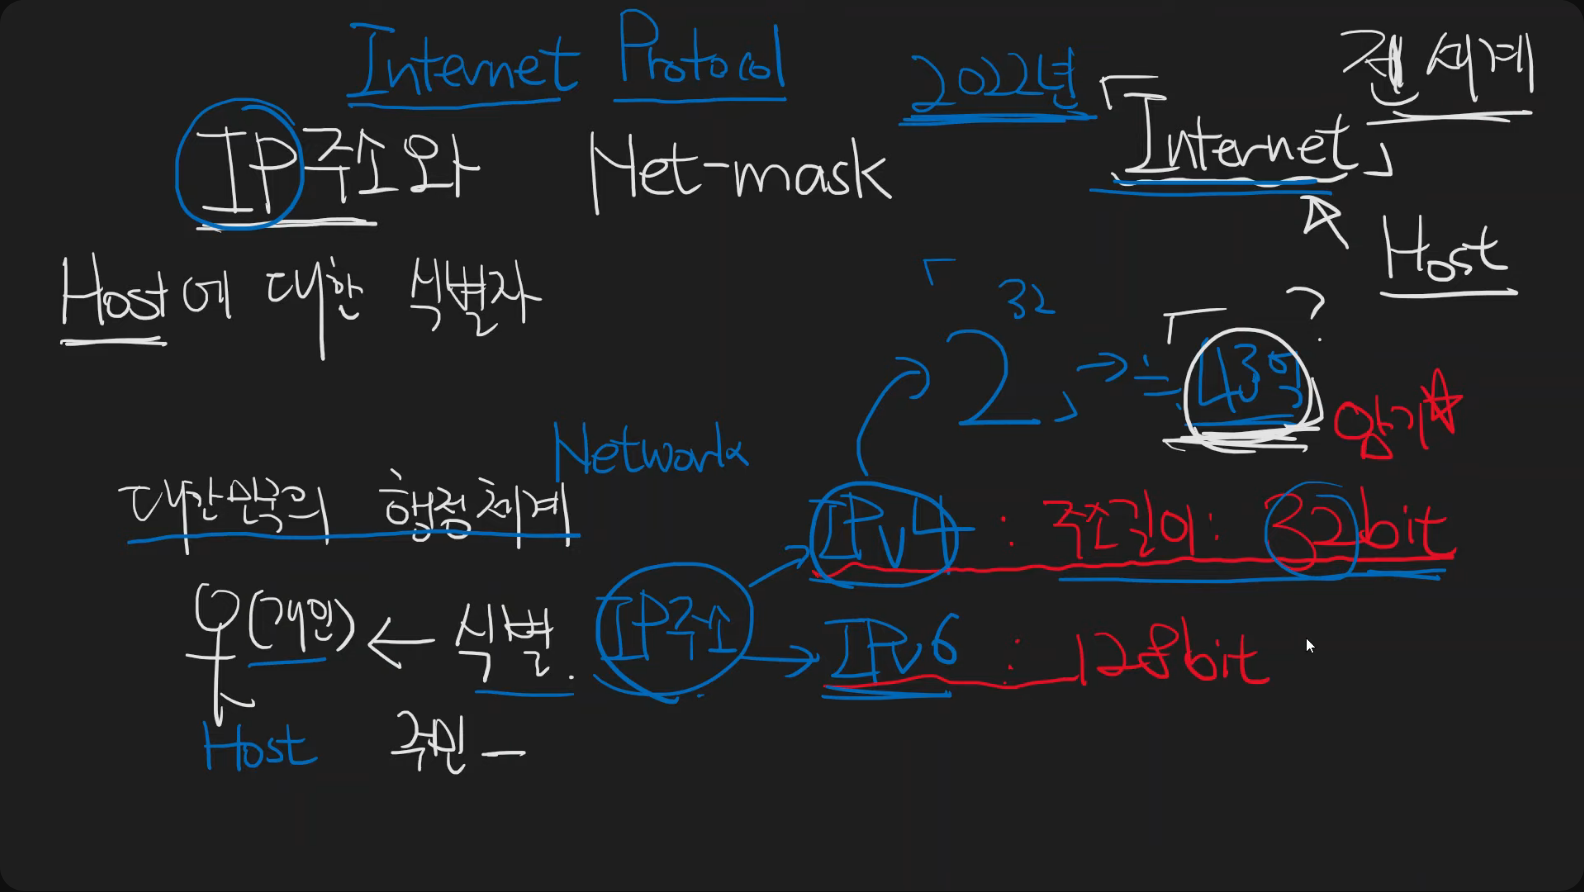 Internet Protocol
2022년 「Internet」 전 세계
IP주소와 Net-mask
Host
Host에 대한 식별자
「2³²」 → ≒ 「43억」 ?
암기☆
Network
대한민국의 행정체계
IPv4 : 주소길이: 32bit
(개인) ← 식별.
IP주소
IPv6 : 128bit
Host
주민 —